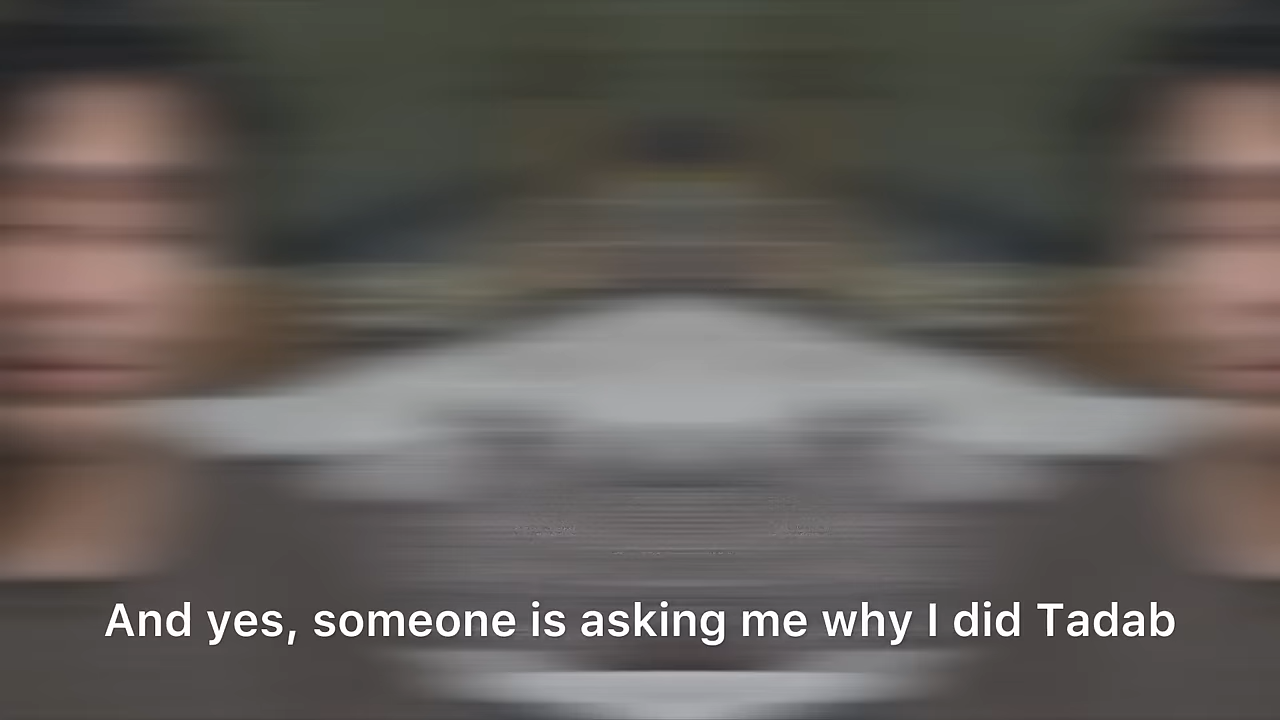 And yes, someone is asking me why I did Tadab